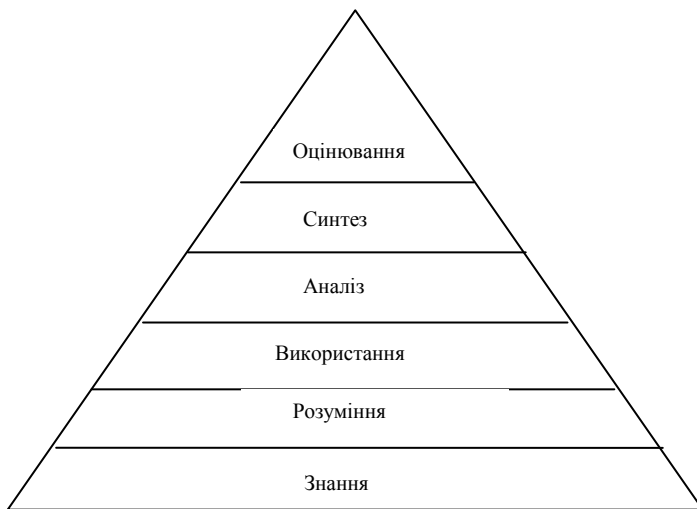 Оцінювання
Синтез
Аналіз
Використання
Розуміння
Знання